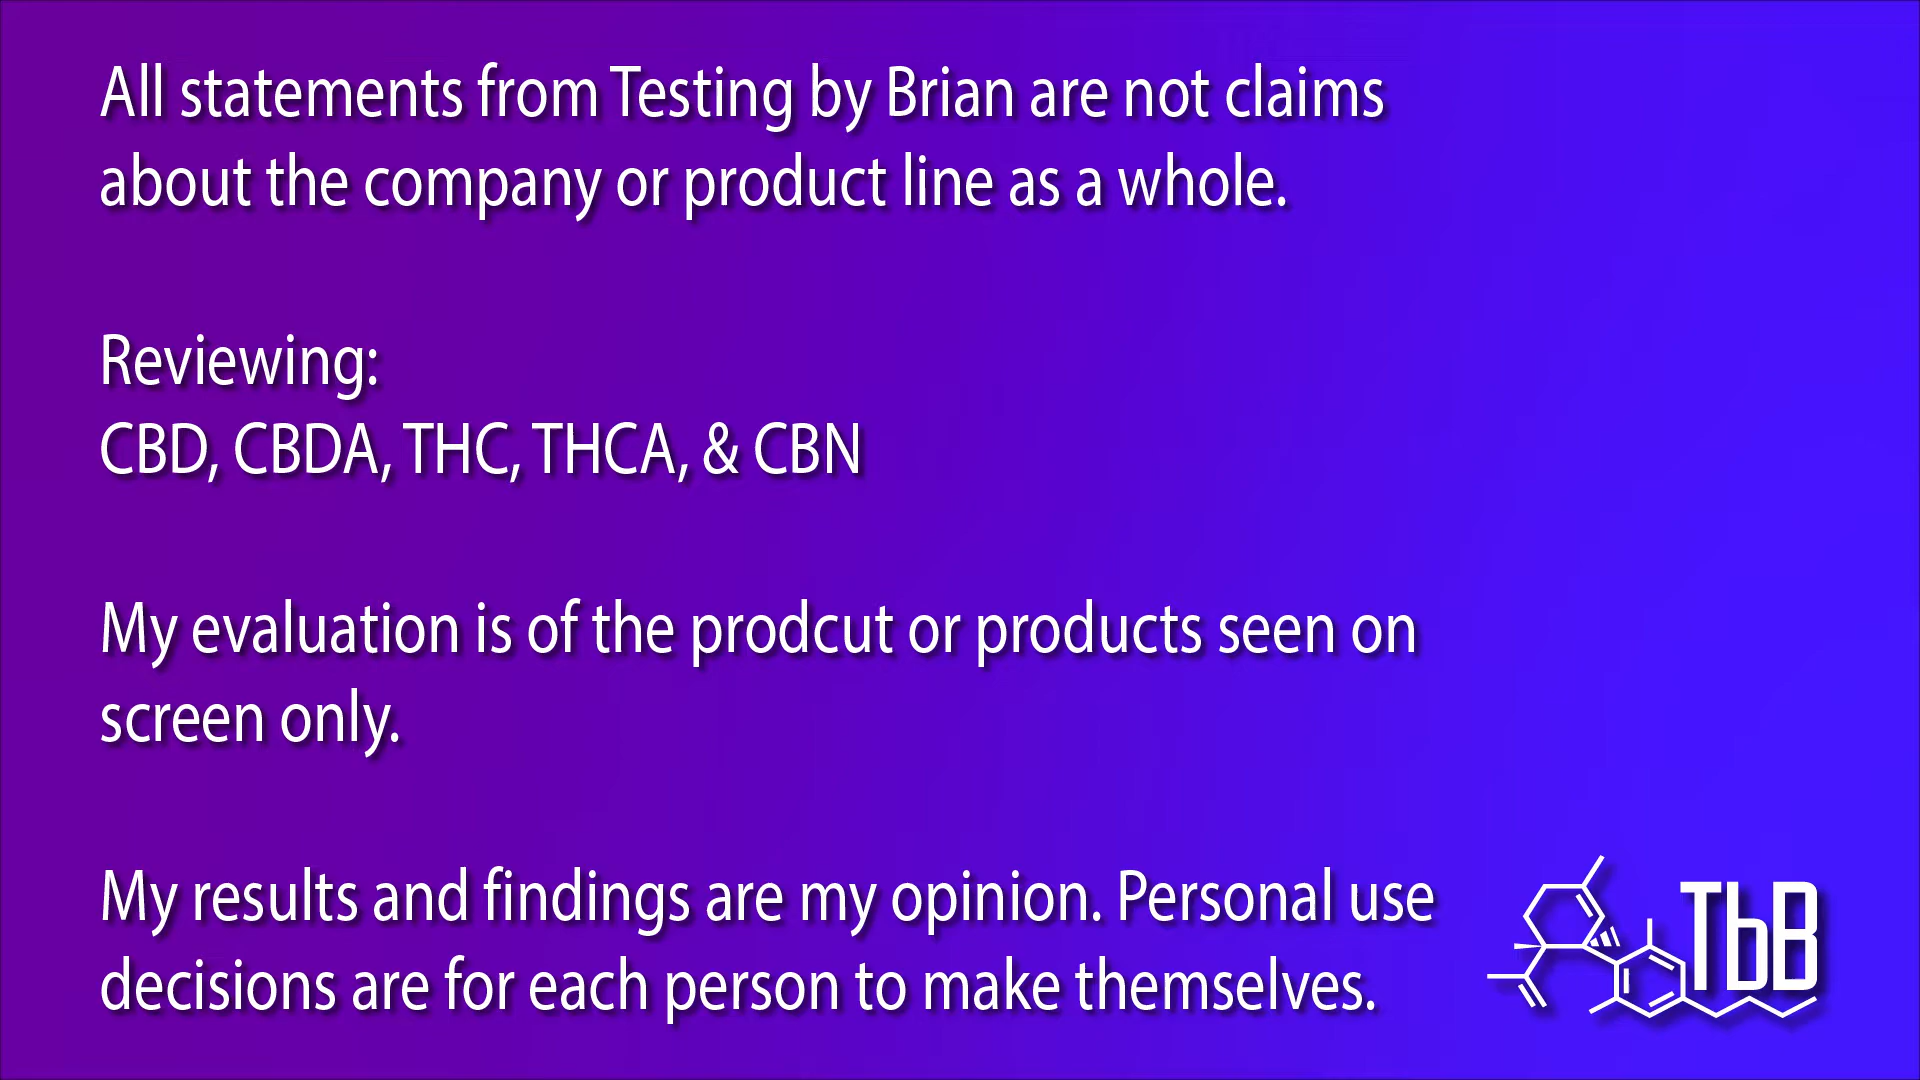 All statements from Testing by Brian are not claims
about the company or product line as a whole.
Reviewing:
CBD, CBDA, THC, THCA, & CBN
My evaluation is of the prodcut or products seen on
screen only.
My results and findings are my opinion. Personal use
decisions are for each person to make themselves.
TbB